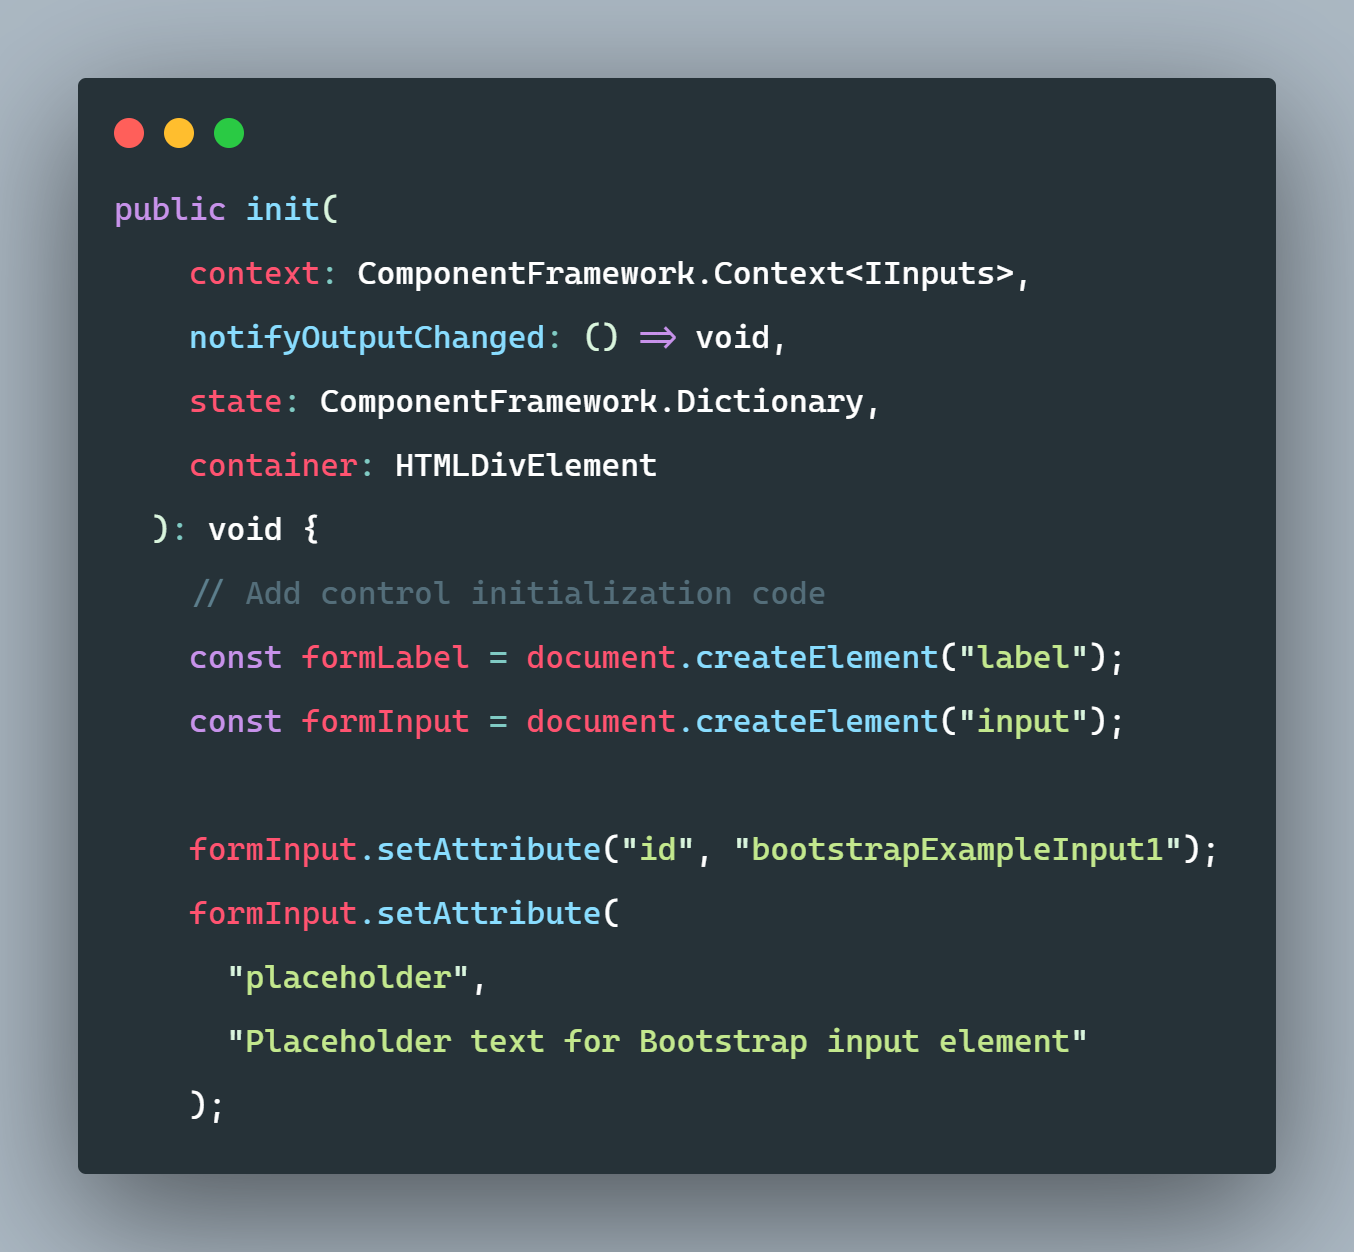 public init(
    context: ComponentFramework.Context<IInputs>,
    notifyOutputChanged: () => void,
    state: ComponentFramework.Dictionary,
    container: HTMLDivElement
  ): void {
    // Add control initialization code
    const formLabel = document.createElement("label");
    const formInput = document.createElement("input");

    formInput.setAttribute("id", "bootstrapExampleInput1");
    formInput.setAttribute(
      "placeholder",
      "Placeholder text for Bootstrap input element"
    );